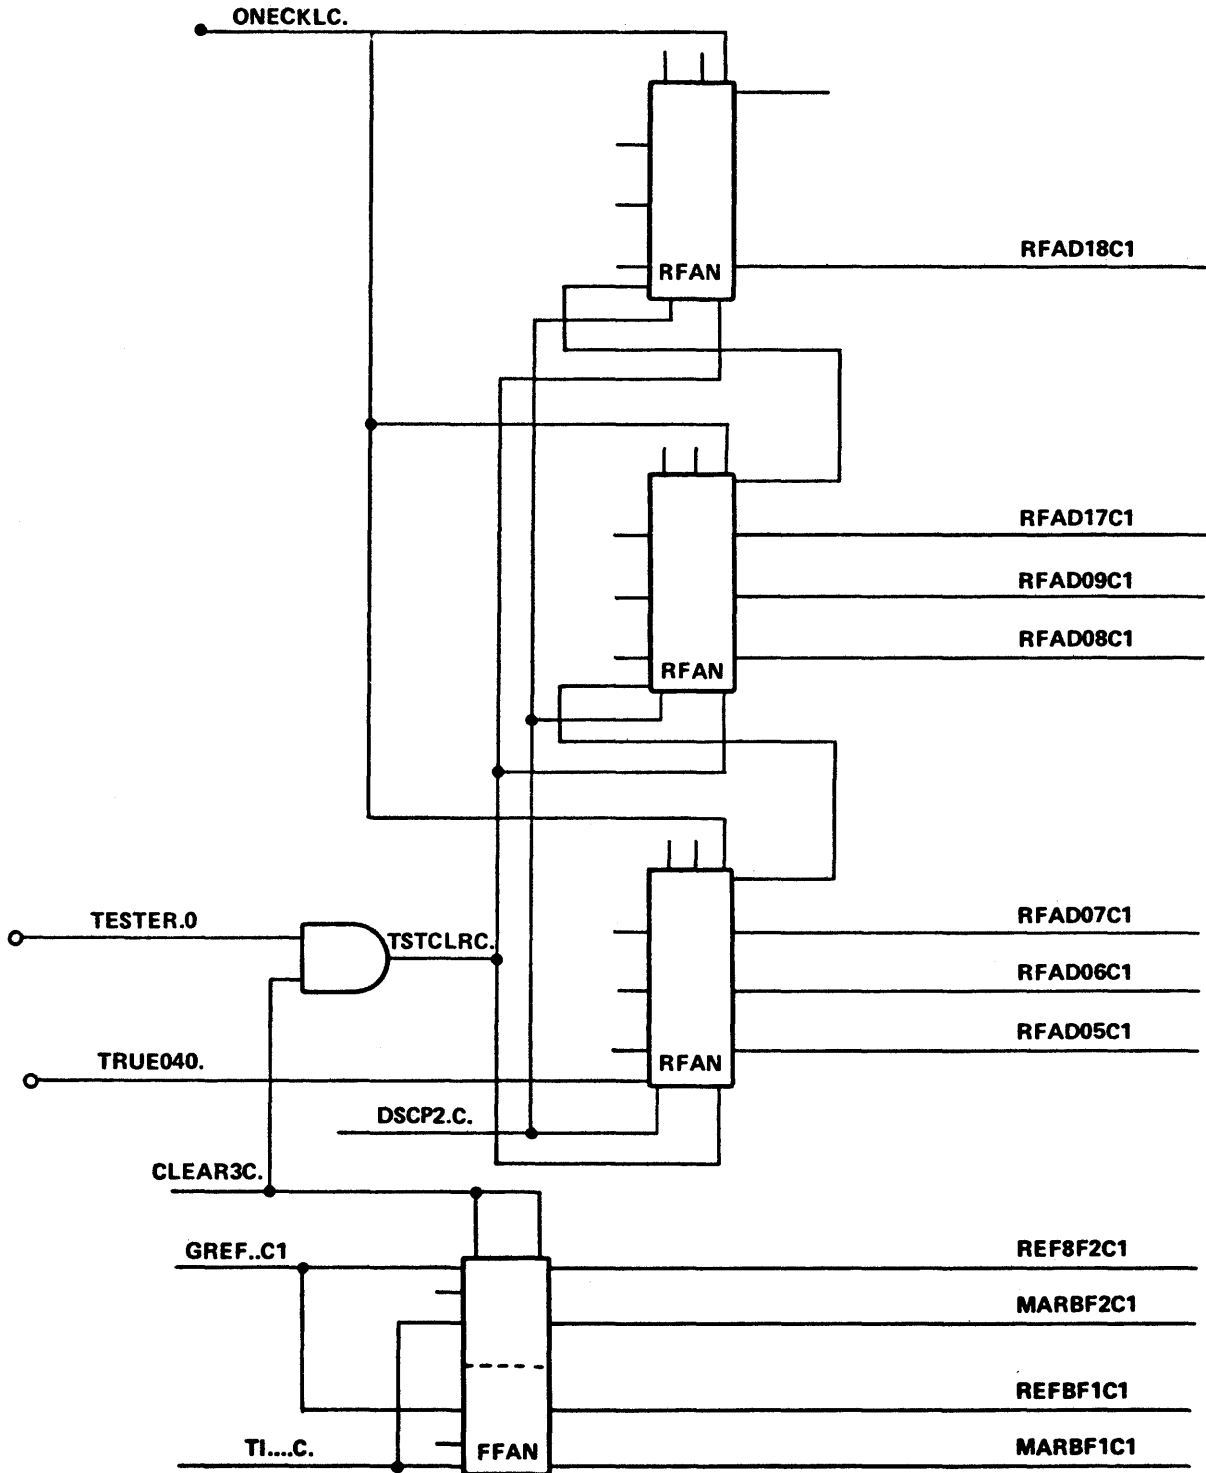 ONECKLC.
RFAD18C1
RFAN
RFAD17C1
RFAD09C1
RFAD08C1
RFAN
TESTER.0
TSTCLRC.
RFAD07C1
RFAD06C1
RFAD05C1
TRUE040.
RFAN
DSCP2.C.
CLEAR3C.
GREF..C1
REF8F2C1
MARBF2C1
REFBF1C1
TI....C.
FFAN
MARBF1C1